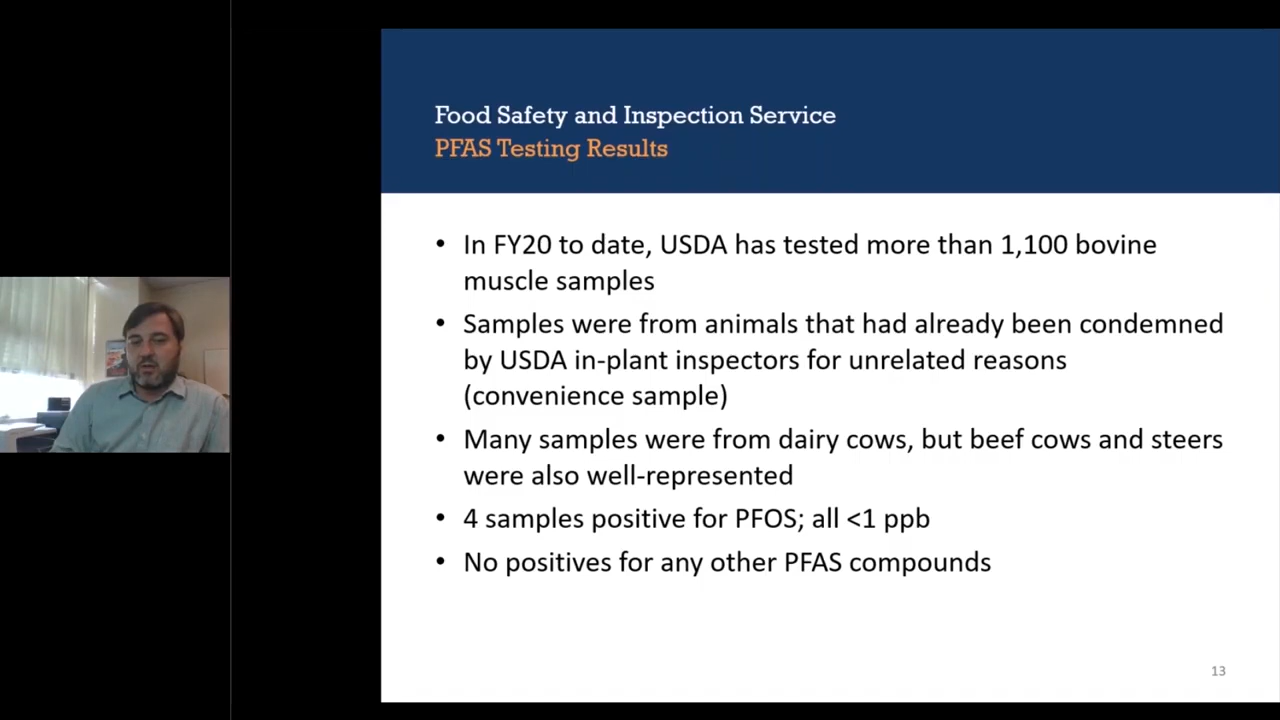 Food Safety and Inspection Service
PFAS Testing Results
• In FY20 to date, USDA has tested more than 1,100 bovine
muscle samples
• Samples were from animals that had already been condemned
by USDA in-plant inspectors for unrelated reasons
(convenience sample)
• Many samples were from dairy cows, but beef cows and steers
were also well-represented
• 4 samples positive for PFOS; all <1 ppb
• No positives for any other PFAS compounds
13